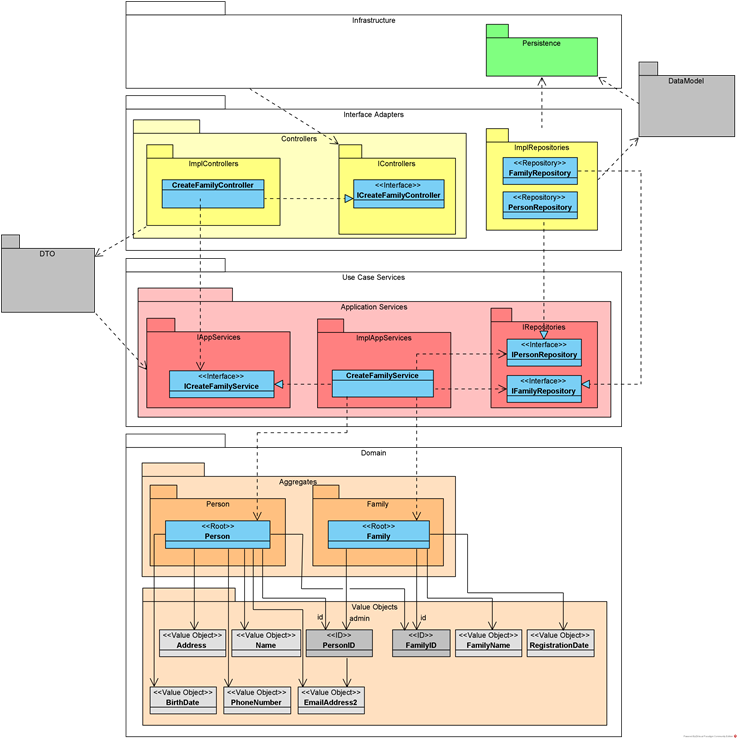 Infrastructure
Persistence
DataModel
Interface Adapters
Controllers
ImplControllers
CreateFamilyController
IControllers
<<Interface>>
ICreateFamilyController
ImplRepositories
<<Repository>>
FamilyRepository
<<Repository>>
PersonRepository
DTO
Use Case Services
Application Services
IAppServices
<<Interface>>
ICreateFamilyService
ImplAppServices
CreateFamilyService
IRepositories
<<Interface>>
IPersonRepository
<<Interface>>
IFamilyRepository
Domain
Aggregates
Person
<<Root>>
Person
Family
<<Root>>
Family
Value Objects
id
admin
id
<<Value Object>>
Address
<<Value Object>>
Name
<<ID>>
PersonID
<<ID>>
FamilyID
<<Value Object>>
FamilyName
<<Value Object>>
RegistrationDate
<<Value Object>>
BirthDate
<<Value Object>>
PhoneNumber
<<Value Object>>
EmailAddress2